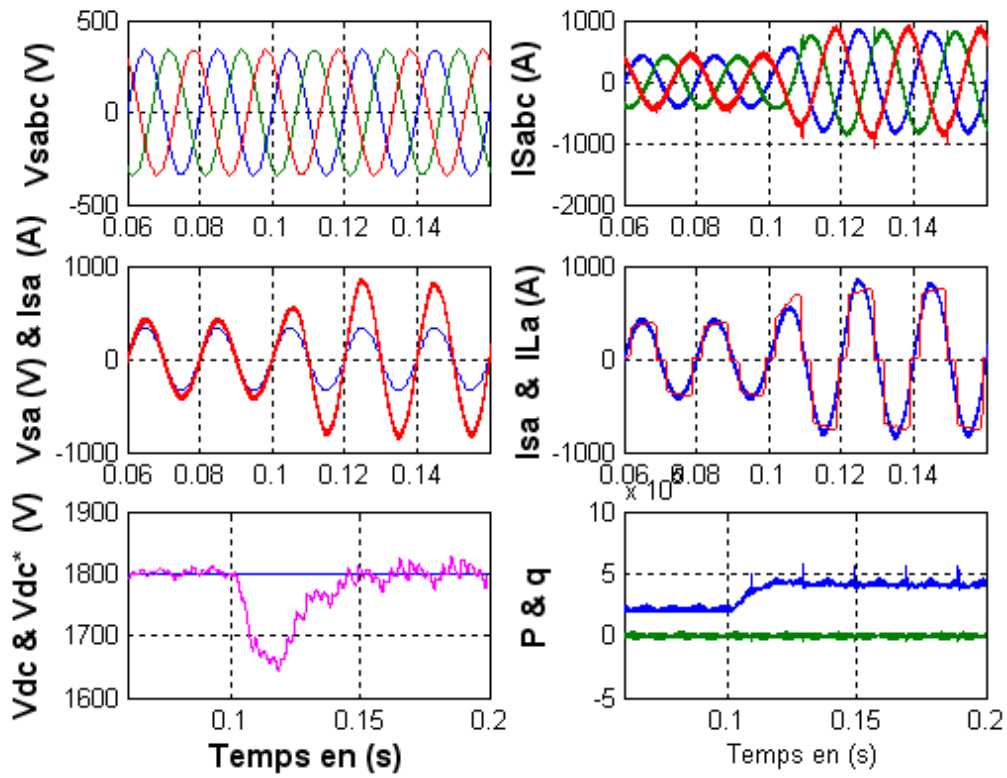 Vsabc (V)
500
0
-500
0.06 0.08 0.1 0.12 0.14
ISabc (A)
1000
0
-1000
-2000
0.06 0.08 0.1 0.12 0.14
Vsa (V) & Isa (A)
1000
0
-1000
0.06 0.08 0.1 0.12 0.14
Isa & ILa (A)
1000
0
-1000
0.06 0.08 0.1 0.12 0.14
Vdc & Vdc* (V)
1900
1800
1700
1600
0.1 0.15 0.2
Temps en (s)
P & q
x 10
10
5
0
-5
0.1 0.15 0.2
Temps en (s)